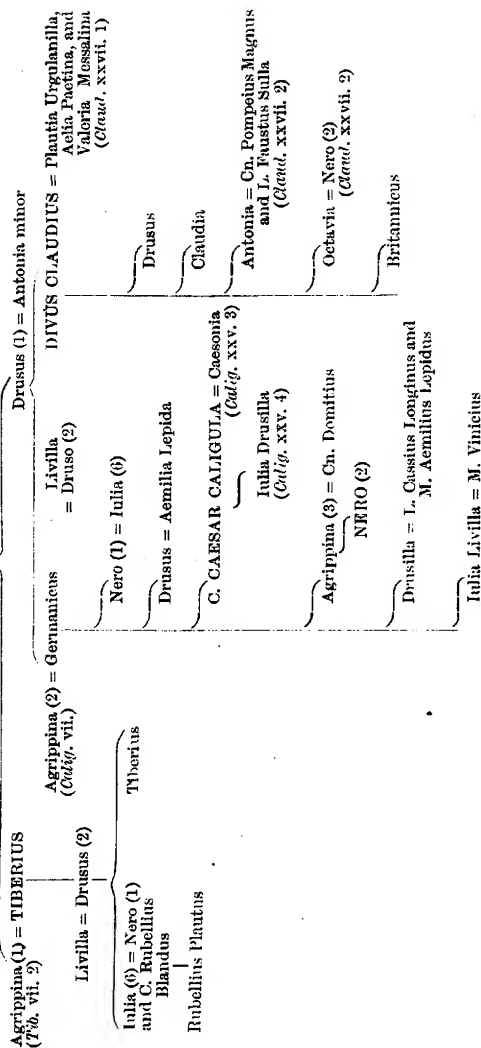 Drusus (1) = Antonia minor
Agrippina (1) = TIBERIUS
(Tib. vii. 2)
Livilla = Drusus (2)
Iulia (6) = Nero (1)
and C. Rubellius
Blandus
Rubellius Plautus
Tiberius
Agrippina (2) = Germanicus
(Calig. vii.)
Nero (1) = Iulia (6)
Drusus = Aemilia Lepida
C. CAESAR CALIGULA = Caesonia
(Calig. xxv. 3)
Iulia Drusilla
(Calig. xxv. 4)
Agrippina (3) = Cn. Domitius
NERO (2)
Drusilla = L. Cassius Longinus and
M. Aemilius Lepidus
Iulia Livilla = M. Vinicius
Livilla
= Druso (2)
DIVUS CLAUDIUS = Plautia Urgulanilla,
Aelia Paetina, and
Valeria Messalina
(Claud. xxvii. 1)
Drusus
Claudia
Antonia = Cn. Pompeius Magnus
and L. Faustus Sulla
(Claud. xxvii. 2)
Octavia = Nero (2)
(Claud. xxvii. 2)
Britannicus